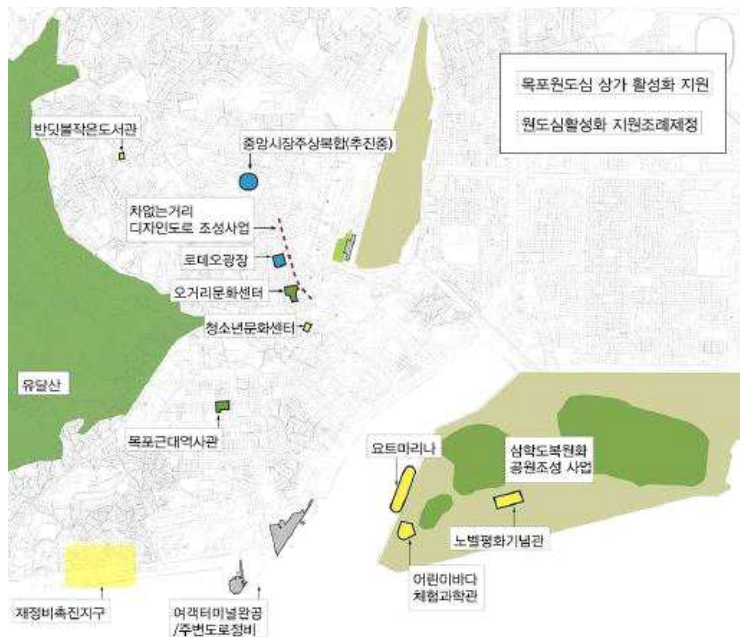 목포원도심 상가 활성화 지원
원도심활성화 지원조례제정
반딧불작은도서관
중앙시장주상복합(추진중)
차없는거리
디자인도로 조성사업
로데오광장
오거리문화센터
청소년문화센터
유달산
목포근대역사관
요트마리나
삼학도복원화
공원조성 사업
노벨평화기념관
어린이바다
체험과학관
재정비촉진지구
여객터미널완공
/주변도로정비